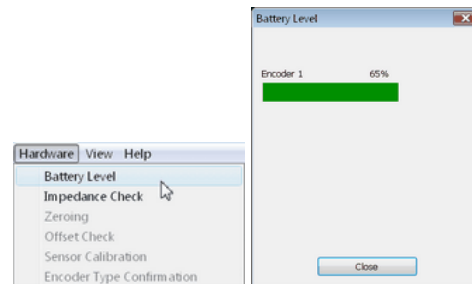 Hardware View Help
Battery Level
Impedance Check
Zeroing
Offset Check
Sensor Calibration
Encoder Type Confirmation
Battery Level
Encoder 1 65%
Close